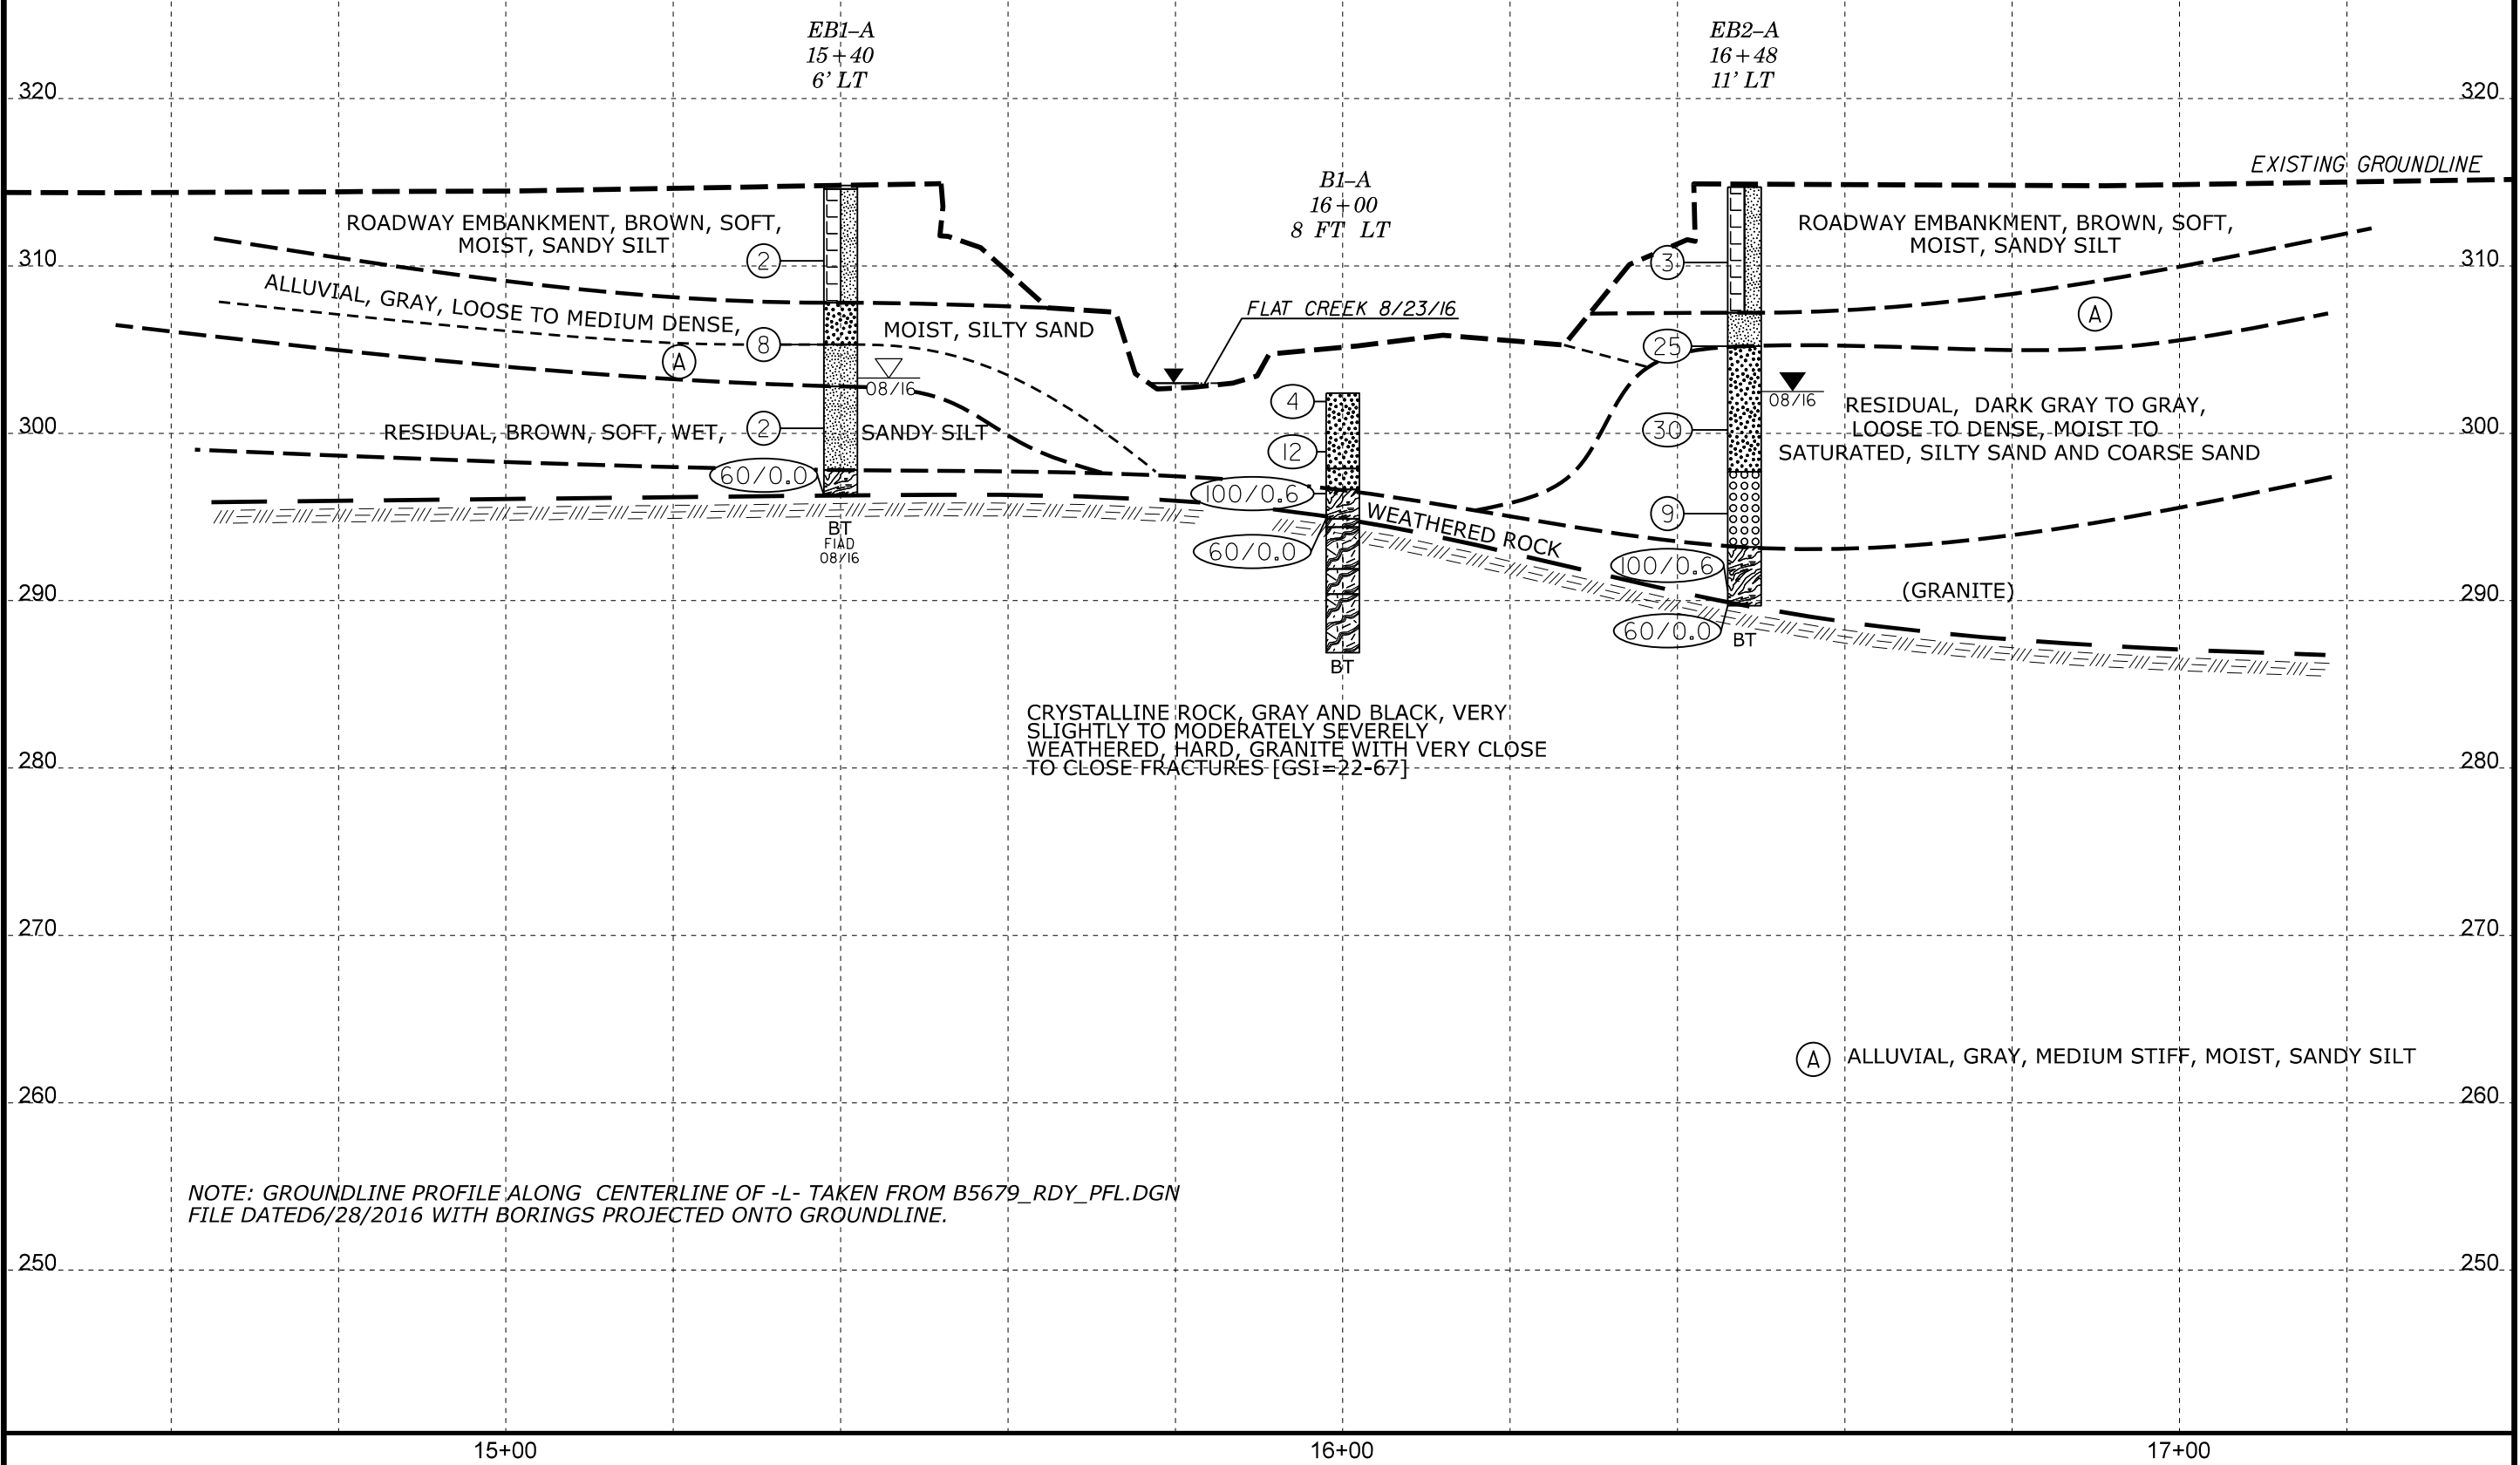 EB1-A
15+40
6' LT
EB2-A
16+48
11' LT
320
320
EXISTING GROUNDLINE
B1-A
16+00
8 FT LT
ROADWAY EMBANKMENT, BROWN, SOFT,
MOIST, SANDY SILT
ROADWAY EMBANKMENT, BROWN, SOFT,
MOIST, SANDY SILT
2
3
310
310
ALLUVIAL, GRAY, LOOSE TO MEDIUM DENSE,
MOIST, SILTY SAND
FLAT CREEK 8/23/16
A
8
A
25
08/16
08/16
4
RESIDUAL, DARK GRAY TO GRAY,
LOOSE TO DENSE, MOIST TO
SATURATED, SILTY SAND AND COARSE SAND
300
300
RESIDUAL, BROWN, SOFT, WET,
2
SANDY SILT
12
30
60/0.0
100/0.6
9
WEATHERED ROCK
BT
FIAD
08/16
60/0.0
100/0.6
290
(GRANITE)
290
60/0.0
BT
BT
CRYSTALLINE ROCK, GRAY AND BLACK, VERY
SLIGHTLY TO MODERATELY SEVERELY
WEATHERED, HARD, GRANITE WITH VERY CLOSE
TO CLOSE FRACTURES [GSI=22-67]
280
280
270
270
A ALLUVIAL, GRAY, MEDIUM STIFF, MOIST, SANDY SILT
260
260
NOTE: GROUNDLINE PROFILE ALONG CENTERLINE OF -L- TAKEN FROM B5679_RDY_PFL.DGN
FILE DATED6/28/2016 WITH BORINGS PROJECTED ONTO GROUNDLINE.
250
250
15+00
16+00
17+00